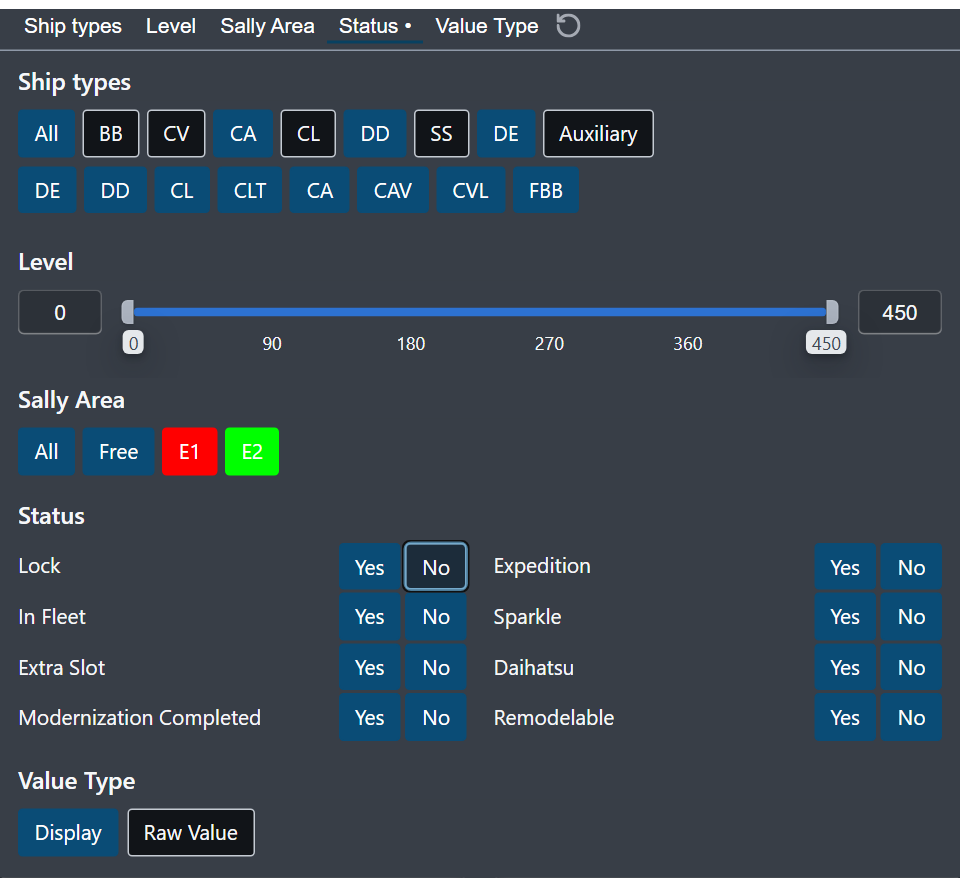 Ship types Level Sally Area Status • Value Type
Ship types
All BB CV CA CL DD SS DE Auxiliary
DE DD CL CLT CA CAV CVL FBB
Level
0 450
0 90 180 270 360 450
Sally Area
All Free E1 E2
Status
Lock Yes No Expedition Yes No
In Fleet Yes No Sparkle Yes No
Extra Slot Yes No Daihatsu Yes No
Modernization Completed Yes No Remodelable Yes No
Value Type
Display Raw Value